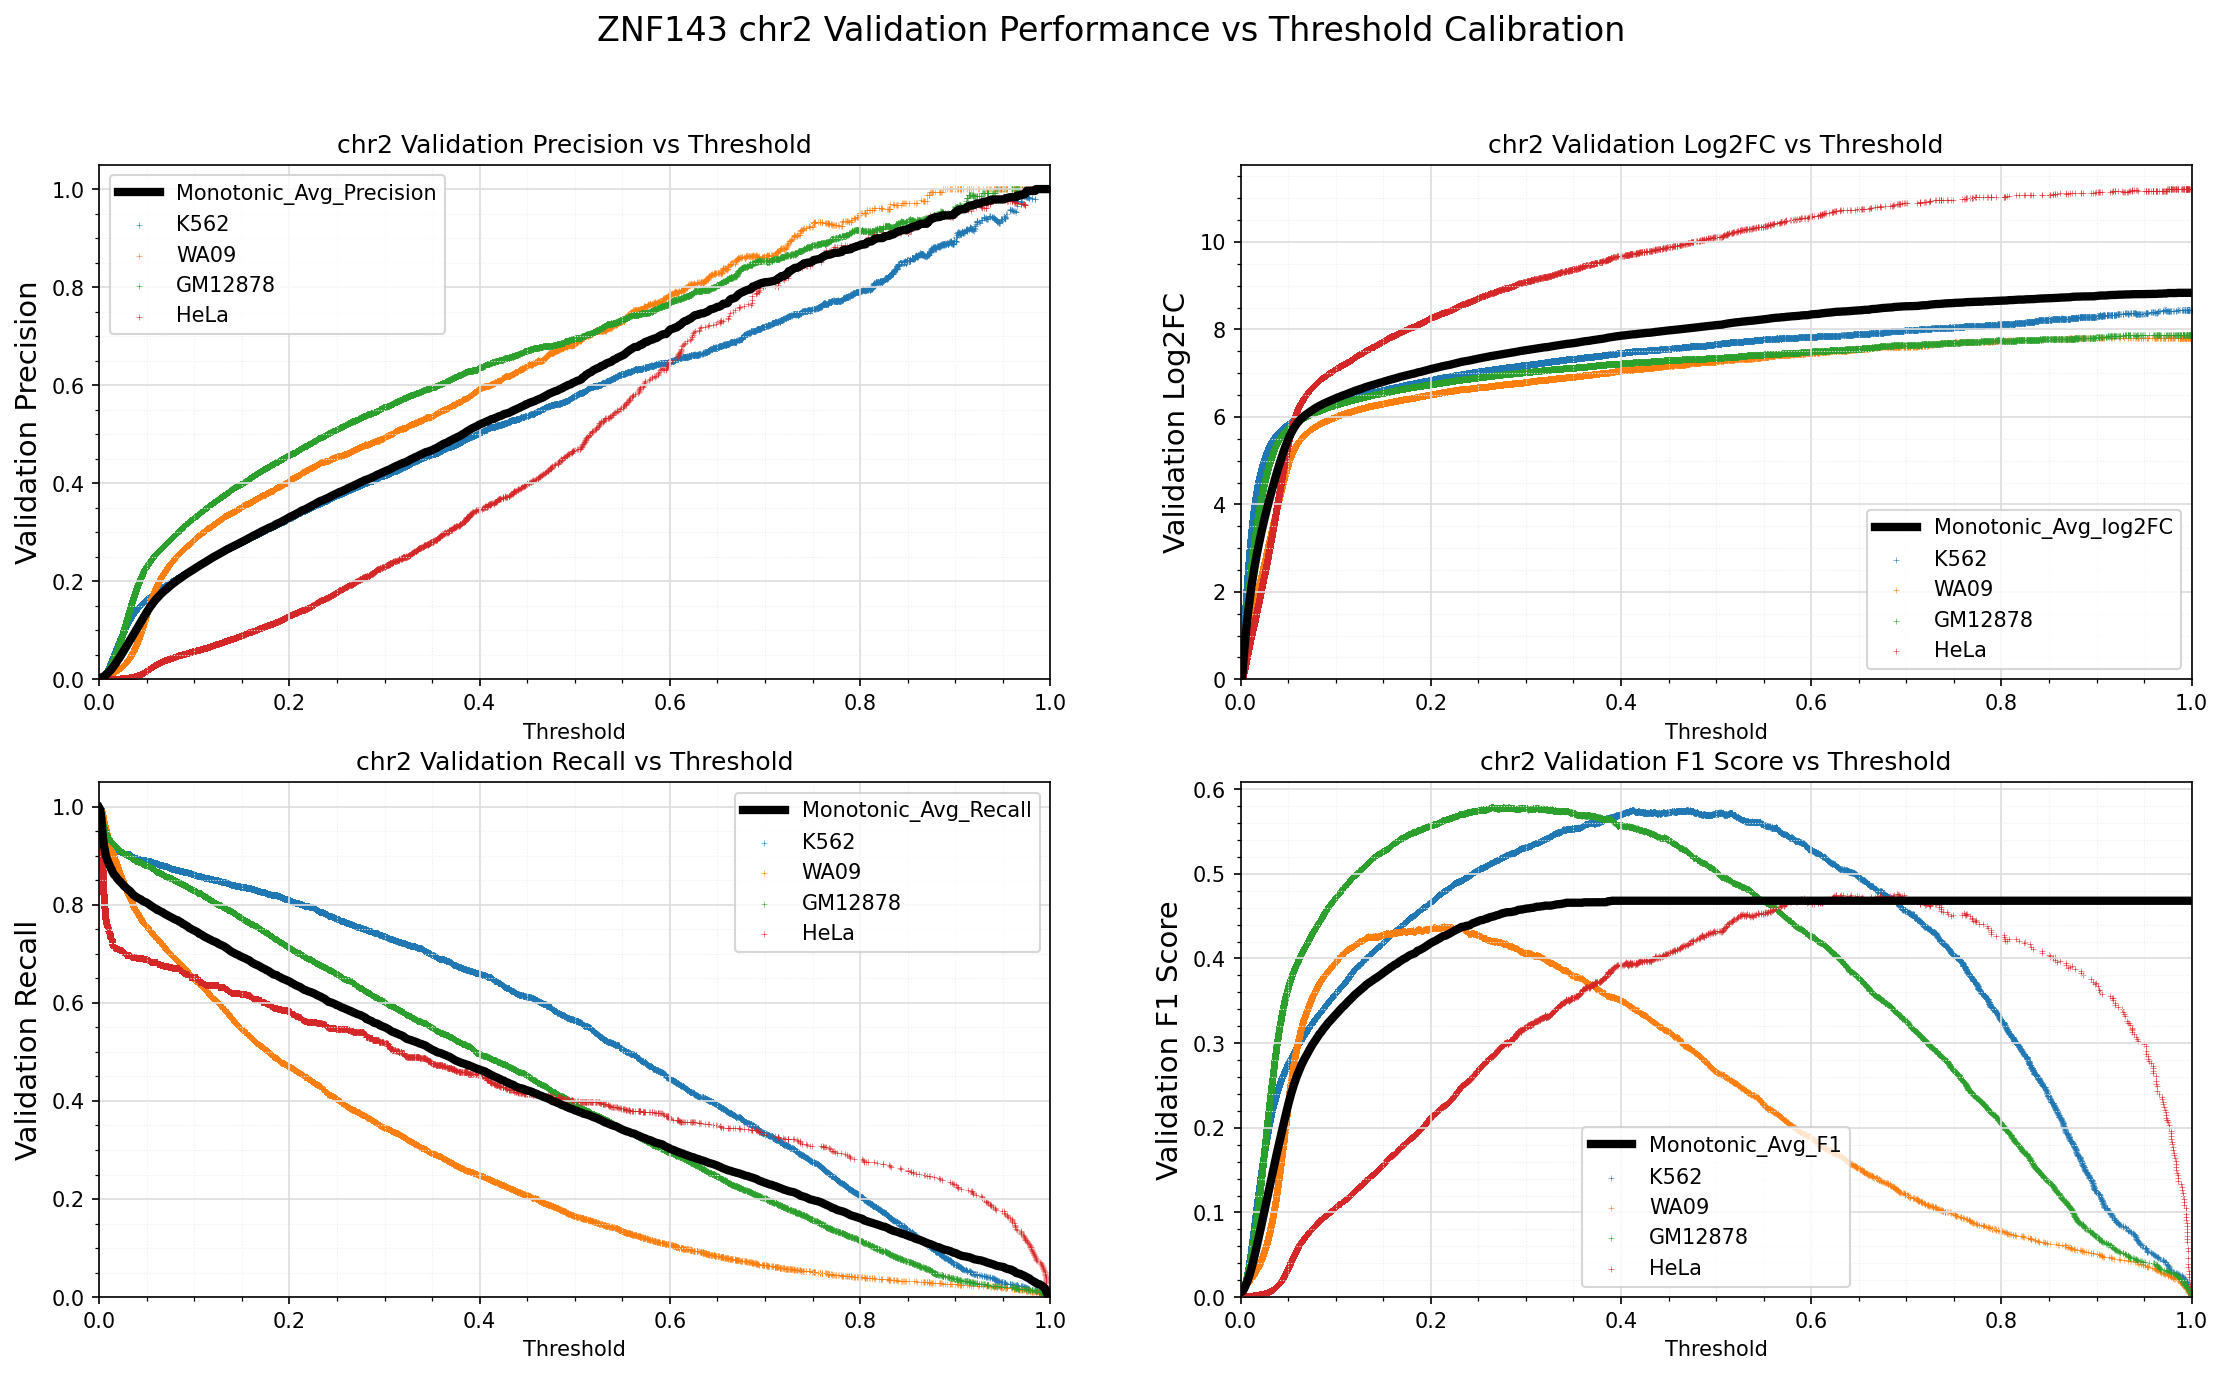 ZNF143 chr2 Validation Performance vs Threshold Calibration
chr2 Validation Precision vs Threshold
Validation Precision
1.0
0.8
0.6
0.4
0.2
0.0
Monotonic_Avg_Precision
K562
WA09
GM12878
HeLa
0.0 0.2 0.4 0.6 0.8 1.0
Threshold
chr2 Validation Log2FC vs Threshold
Validation Log2FC
10
8
6
4
2
0
Monotonic_Avg_log2FC
K562
WA09
GM12878
HeLa
0.0 0.2 0.4 0.6 0.8 1.0
Threshold
chr2 Validation Recall vs Threshold
Validation Recall
1.0
0.8
0.6
0.4
0.2
0.0
Monotonic_Avg_Recall
K562
WA09
GM12878
HeLa
0.0 0.2 0.4 0.6 0.8 1.0
Threshold
chr2 Validation F1 Score vs Threshold
Validation F1 Score
0.6
0.5
0.4
0.3
0.2
0.1
0.0
Monotonic_Avg_F1
K562
WA09
GM12878
HeLa
0.0 0.2 0.4 0.6 0.8 1.0
Threshold